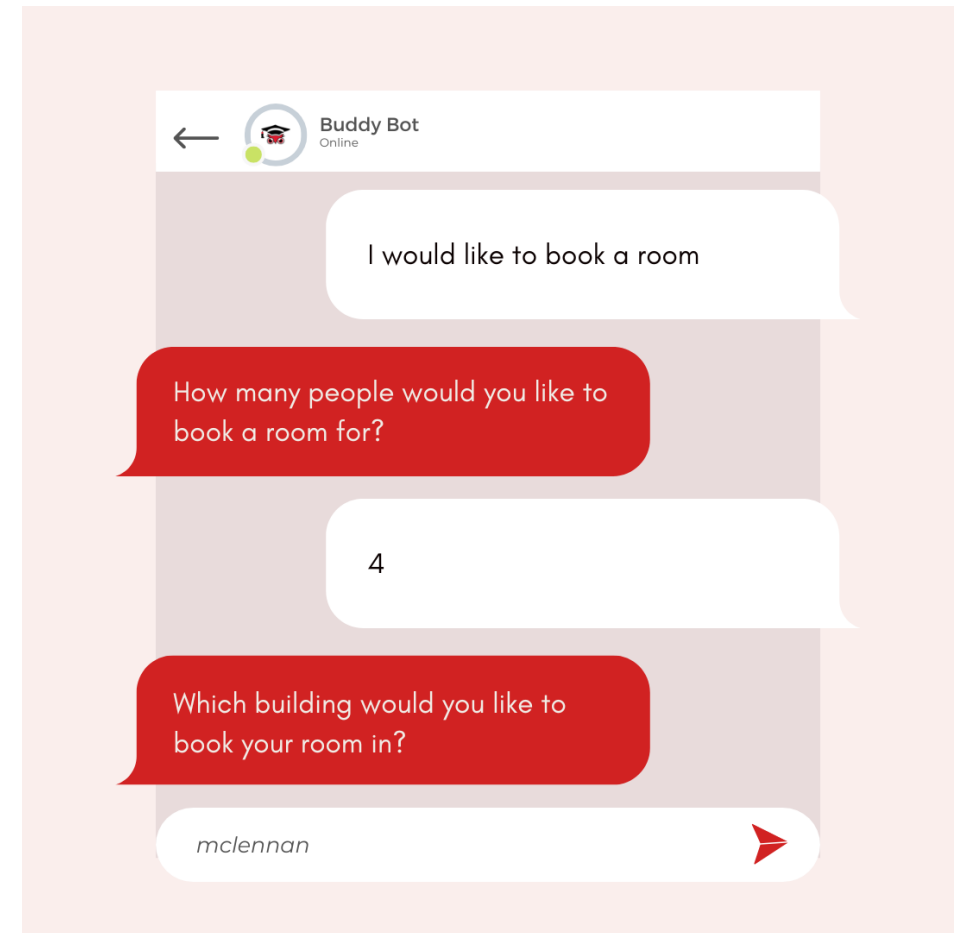 Buddy Bot
Online
I would like to book a room
How many people would you like to
book a room for?
4
Which building would you like to
book your room in?
mclennan